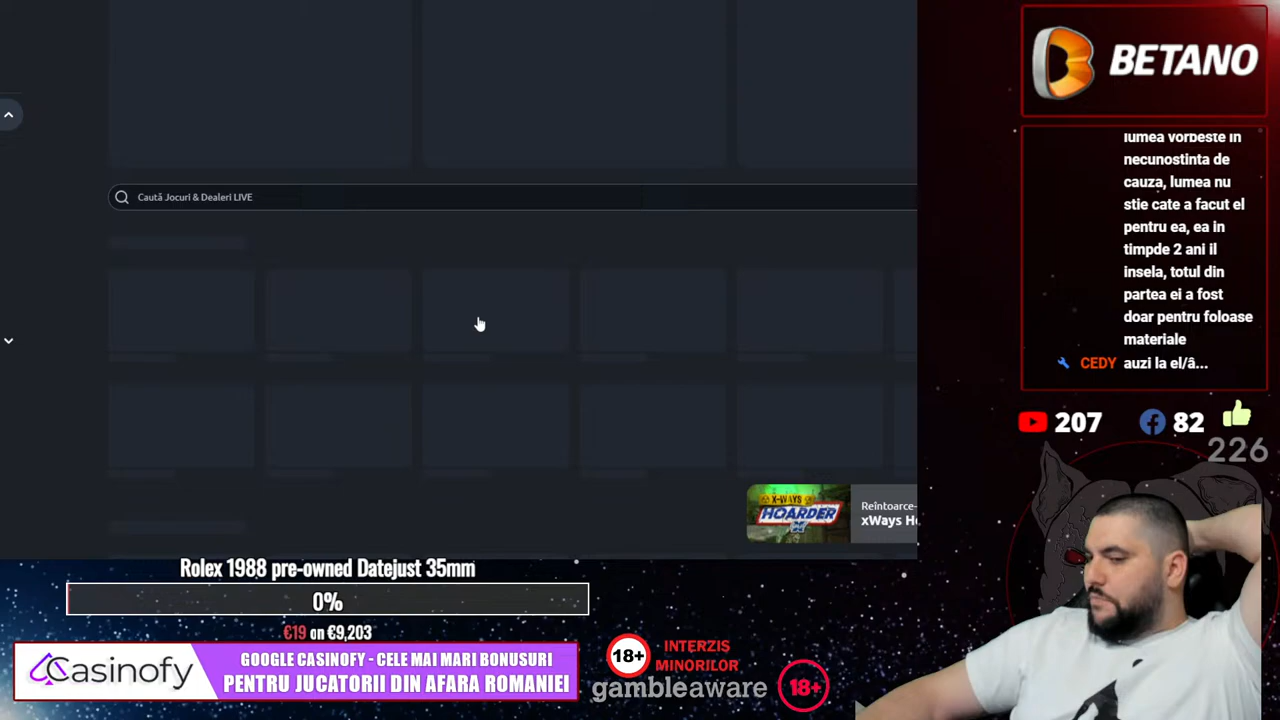 BETANO
lumea vorbeste in
necunostinta de
cauza, lumea nu
stie cate a facut el
pentru ea, ea in
timpde 2 ani il
insela, totul din
partea ei a fost
doar pentru foloase
materiale
CEDY auzi la el/â...
207 82
226
Caută Jocuri & Dealeri LIVE
X-WAYS
HOARDER
Reîntoarce-
xWays Ho
Rolex 1988 pre-owned Datejust 35mm
0%
€19 on €9,203
Casinofy
GOOGLE CASINOFY - CELE MAI MARI BONUSURI
PENTRU JUCATORII DIN AFARA ROMANIEI
18+ - INTERZIS
MINORILOR
gambleaware 18+